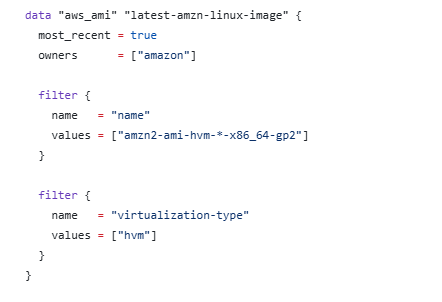 data "aws_ami" "latest-amzn-linux-image" {
  most_recent = true
  owners      = ["amazon"]

  filter {
    name   = "name"
    values = ["amzn2-ami-hvm-*-x86_64-gp2"]
  }

  filter {
    name   = "virtualization-type"
    values = ["hvm"]
  }
}